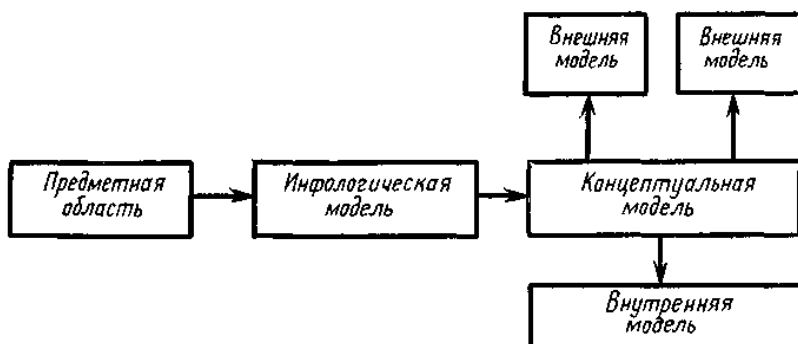 Внешняя
модель
Внешняя
модель
Предметная
область
Инфологическая
модель
Концептуальная
модель
Внутренняя
модель